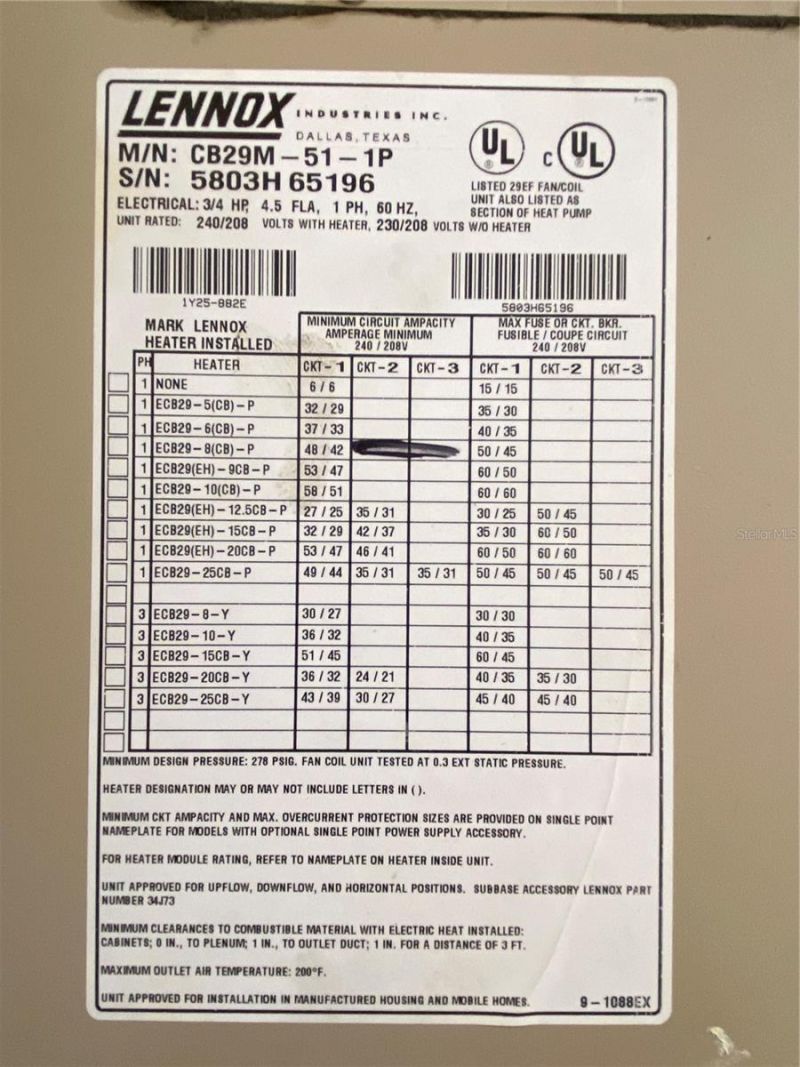 LENNOX INDUSTRIES INC.
DALLAS, TEXAS
M/N: CB29M-51-1P
S/N: 5803H 65196
ELECTRICAL: 3/4 HP, 4.5 FLA, 1 PH, 60 HZ,
UNIT RATED: 240/208 VOLTS WITH HEATER, 230/208 VOLTS W/O HEATER
UL ® C UL ®
LISTED 29EF FAN/COIL
UNIT ALSO LISTED AS
SECTION OF HEAT PUMP
1Y25-882E
5803H65196
MARK LENNOX
HEATER INSTALLED
MINIMUM CIRCUIT AMPACITY
AMPERAGE MINIMUM
240 / 208V
MAX FUSE OR CKT. BKR.
FUSIBLE / COUPE CIRCUIT
240 / 208V
PH HEATER CKT-1 CKT-2 CKT-3 CKT-1 CKT-2 CKT-3
1 NONE 6 / 6 15 / 15
1 ECB29-5(CB)-P 32 / 29 35 / 30
1 ECB29-6(CB)-P 37 / 33 40 / 35
1 ECB29-8(CB)-P 48 / 42 50 / 45
1 ECB29(EH)-9CB-P 53 / 47 60 / 50
1 ECB29-10(CB)-P 58 / 51 60 / 60
1 ECB29(EH)-12.5CB-P 27 / 25 35 / 31 30 / 25 50 / 45
1 ECB29(EH)-15CB-P 32 / 29 42 / 37 35 / 30 60 / 50
1 ECB29(EH)-20CB-P 53 / 47 46 / 41 60 / 50 60 / 60
1 ECB29-25CB-P 49 / 44 35 / 31 35 / 31 50 / 45 50 / 45 50 / 45
3 ECB29-8-Y 30 / 27 30 / 30
3 ECB29-10-Y 36 / 32 40 / 35
3 ECB29-15CB-Y 51 / 45 60 / 45
3 ECB29-20CB-Y 36 / 32 24 / 21 40 / 35 35 / 30
3 ECB29-25CB-Y 43 / 39 30 / 27 45 / 40 45 / 40
MINIMUM DESIGN PRESSURE: 278 PSIG. FAN COIL UNIT TESTED AT 0.3 EXT STATIC PRESSURE.
HEATER DESIGNATION MAY OR MAY NOT INCLUDE LETTERS IN ( ).
MINIMUM CKT AMPACITY AND MAX. OVERCURRENT PROTECTION SIZES ARE PROVIDED ON SINGLE POINT
NAMEPLATE FOR MODELS WITH OPTIONAL SINGLE POINT POWER SUPPLY ACCESSORY.
FOR HEATER MODULE RATING, REFER TO NAMEPLATE ON HEATER INSIDE UNIT.
UNIT APPROVED FOR UPFLOW, DOWNFLOW, AND HORIZONTAL POSITIONS. SUBBASE ACCESSORY LENNOX PART
NUMBER 34J73
MINIMUM CLEARANCES TO COMBUSTIBLE MATERIAL WITH ELECTRIC HEAT INSTALLED:
CABINETS; 0 IN., TO PLENUM; 1 IN., TO OUTLET DUCT; 1 IN. FOR A DISTANCE OF 3 FT.
MAXIMUM OUTLET AIR TEMPERATURE: 200°F.
UNIT APPROVED FOR INSTALLATION IN MANUFACTURED HOUSING AND MOBILE HOMES. 9-1088EX
StellarMLS